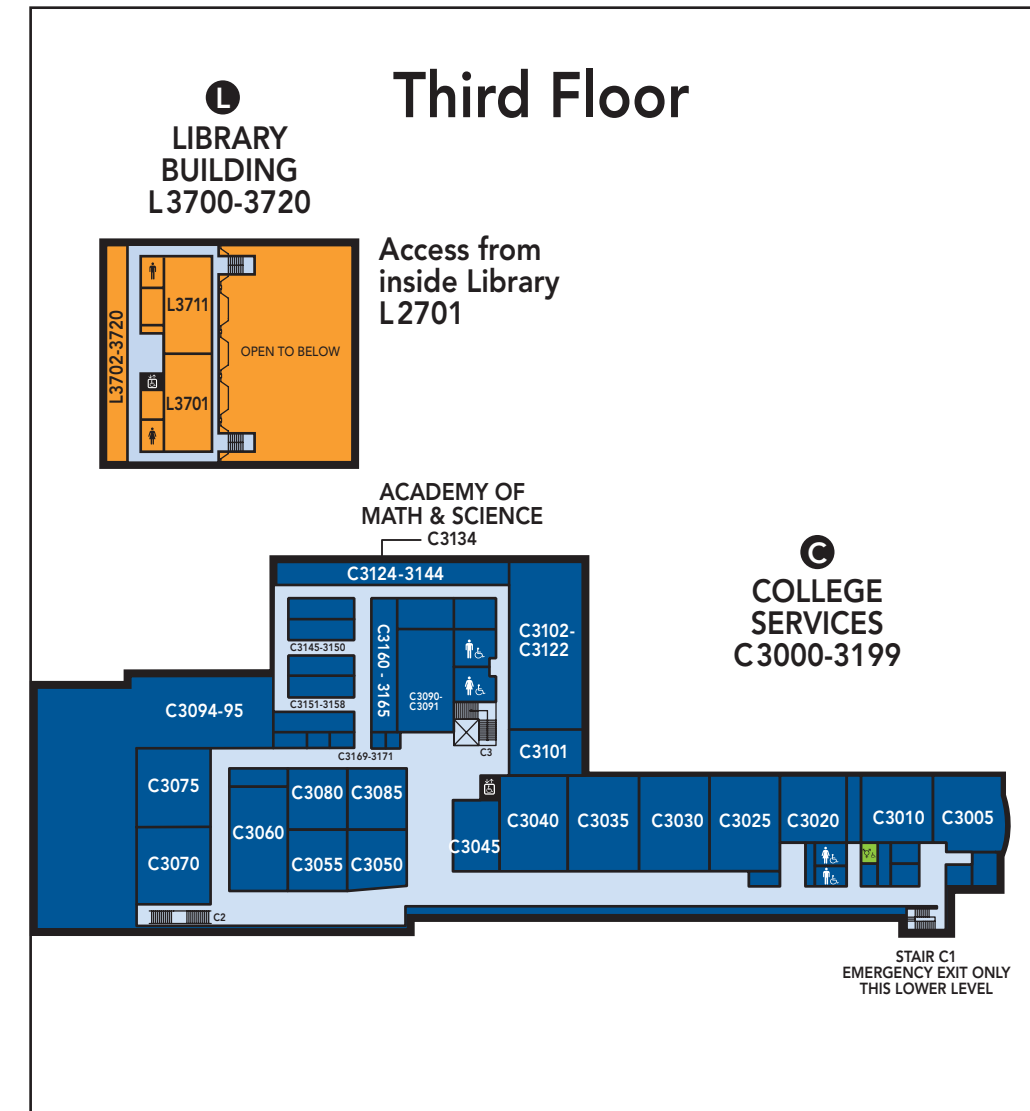 Third Floor
L
LIBRARY
BUILDING
L3700-3720
Access from
inside Library
L2701
L3702-3720
L3711
L3701
OPEN TO BELOW
ACADEMY OF
MATH & SCIENCE
C3134
C
COLLEGE
SERVICES
C3000-3199
C3124-3144
C3145-3150
C3151-3158
C3160 - 3165
C3090-
C3091
C3102-
C3122
C3094-95
C3169-3171
C3
C3101
C3075
C3080
C3085
C3060
C3070
C3055
C3050
C3045
C3040
C3035
C3030
C3025
C3020
C3010
C3005
C2
STAIR C1
EMERGENCY EXIT ONLY
THIS LOWER LEVEL